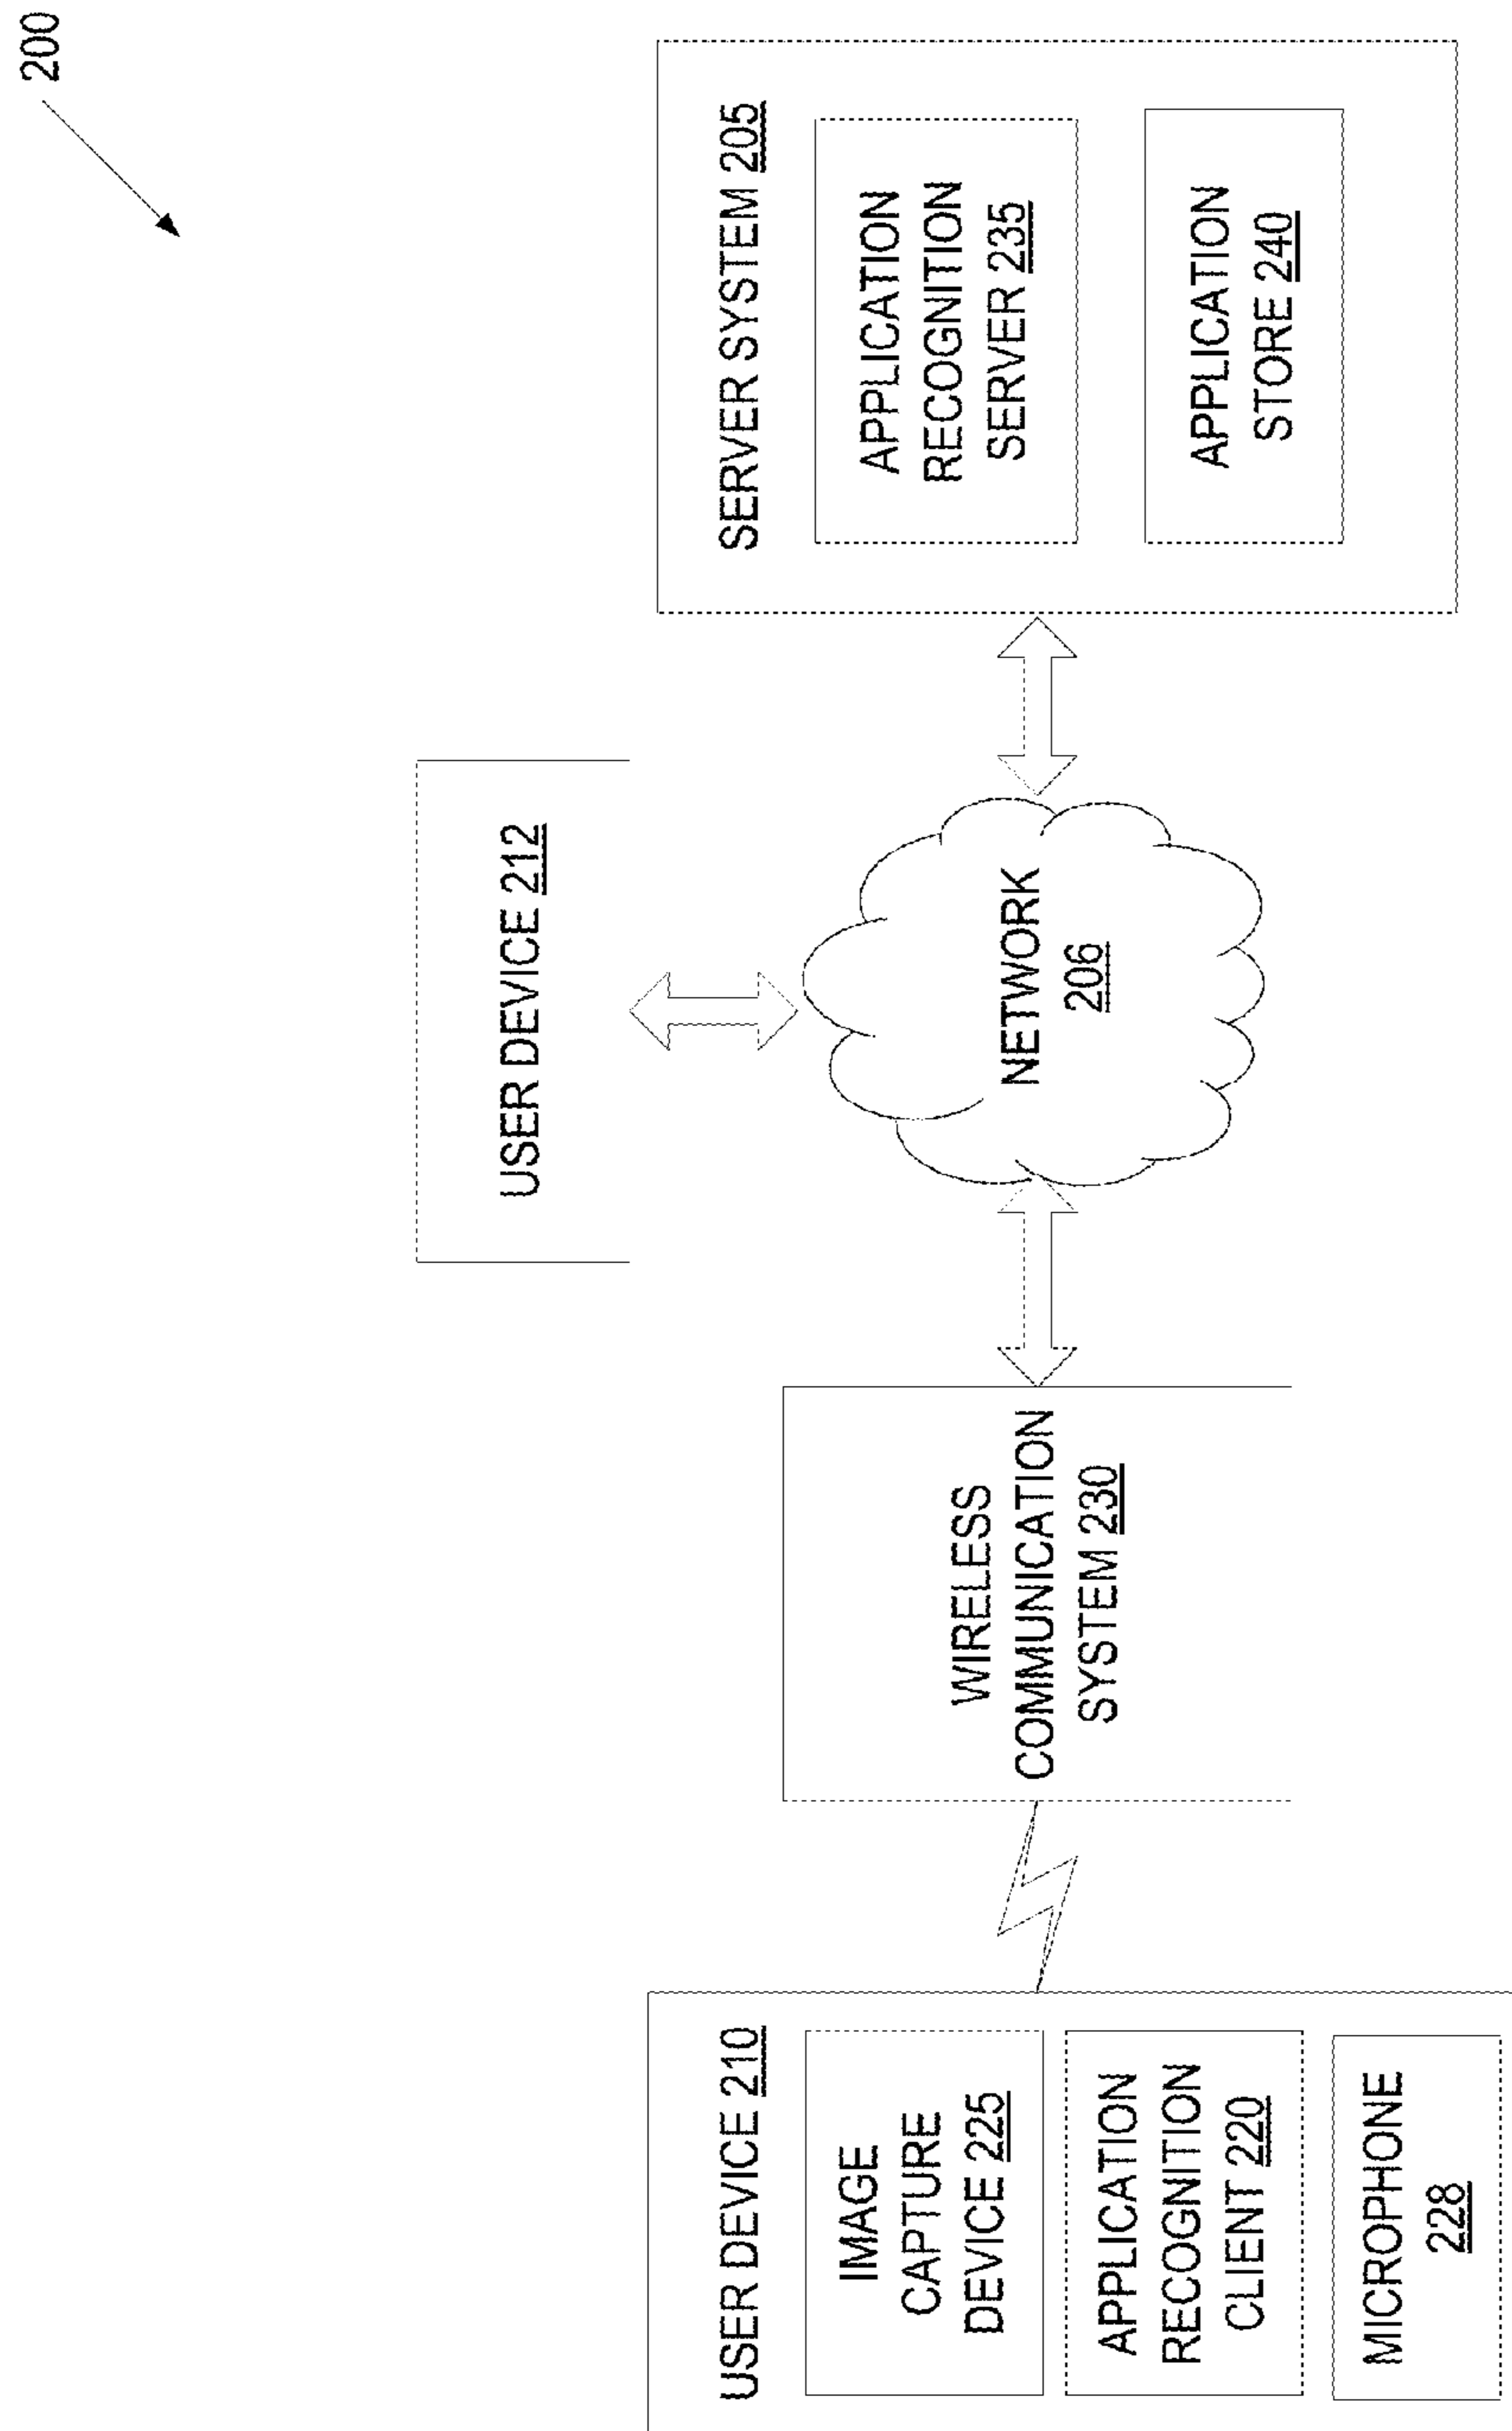 200
USER DEVICE 212
USER DEVICE 210
IMAGE
CAPTURE
DEVICE 225
APPLICATION
RECOGNITION
CLIENT 220
MICROPHONE
228
WIRELESS
COMMUNICATION
SYSTEM 230
NETWORK
206
SERVER SYSTEM 205
APPLICATION
RECOGNITION
SERVER 235
APPLICATION
STORE 240